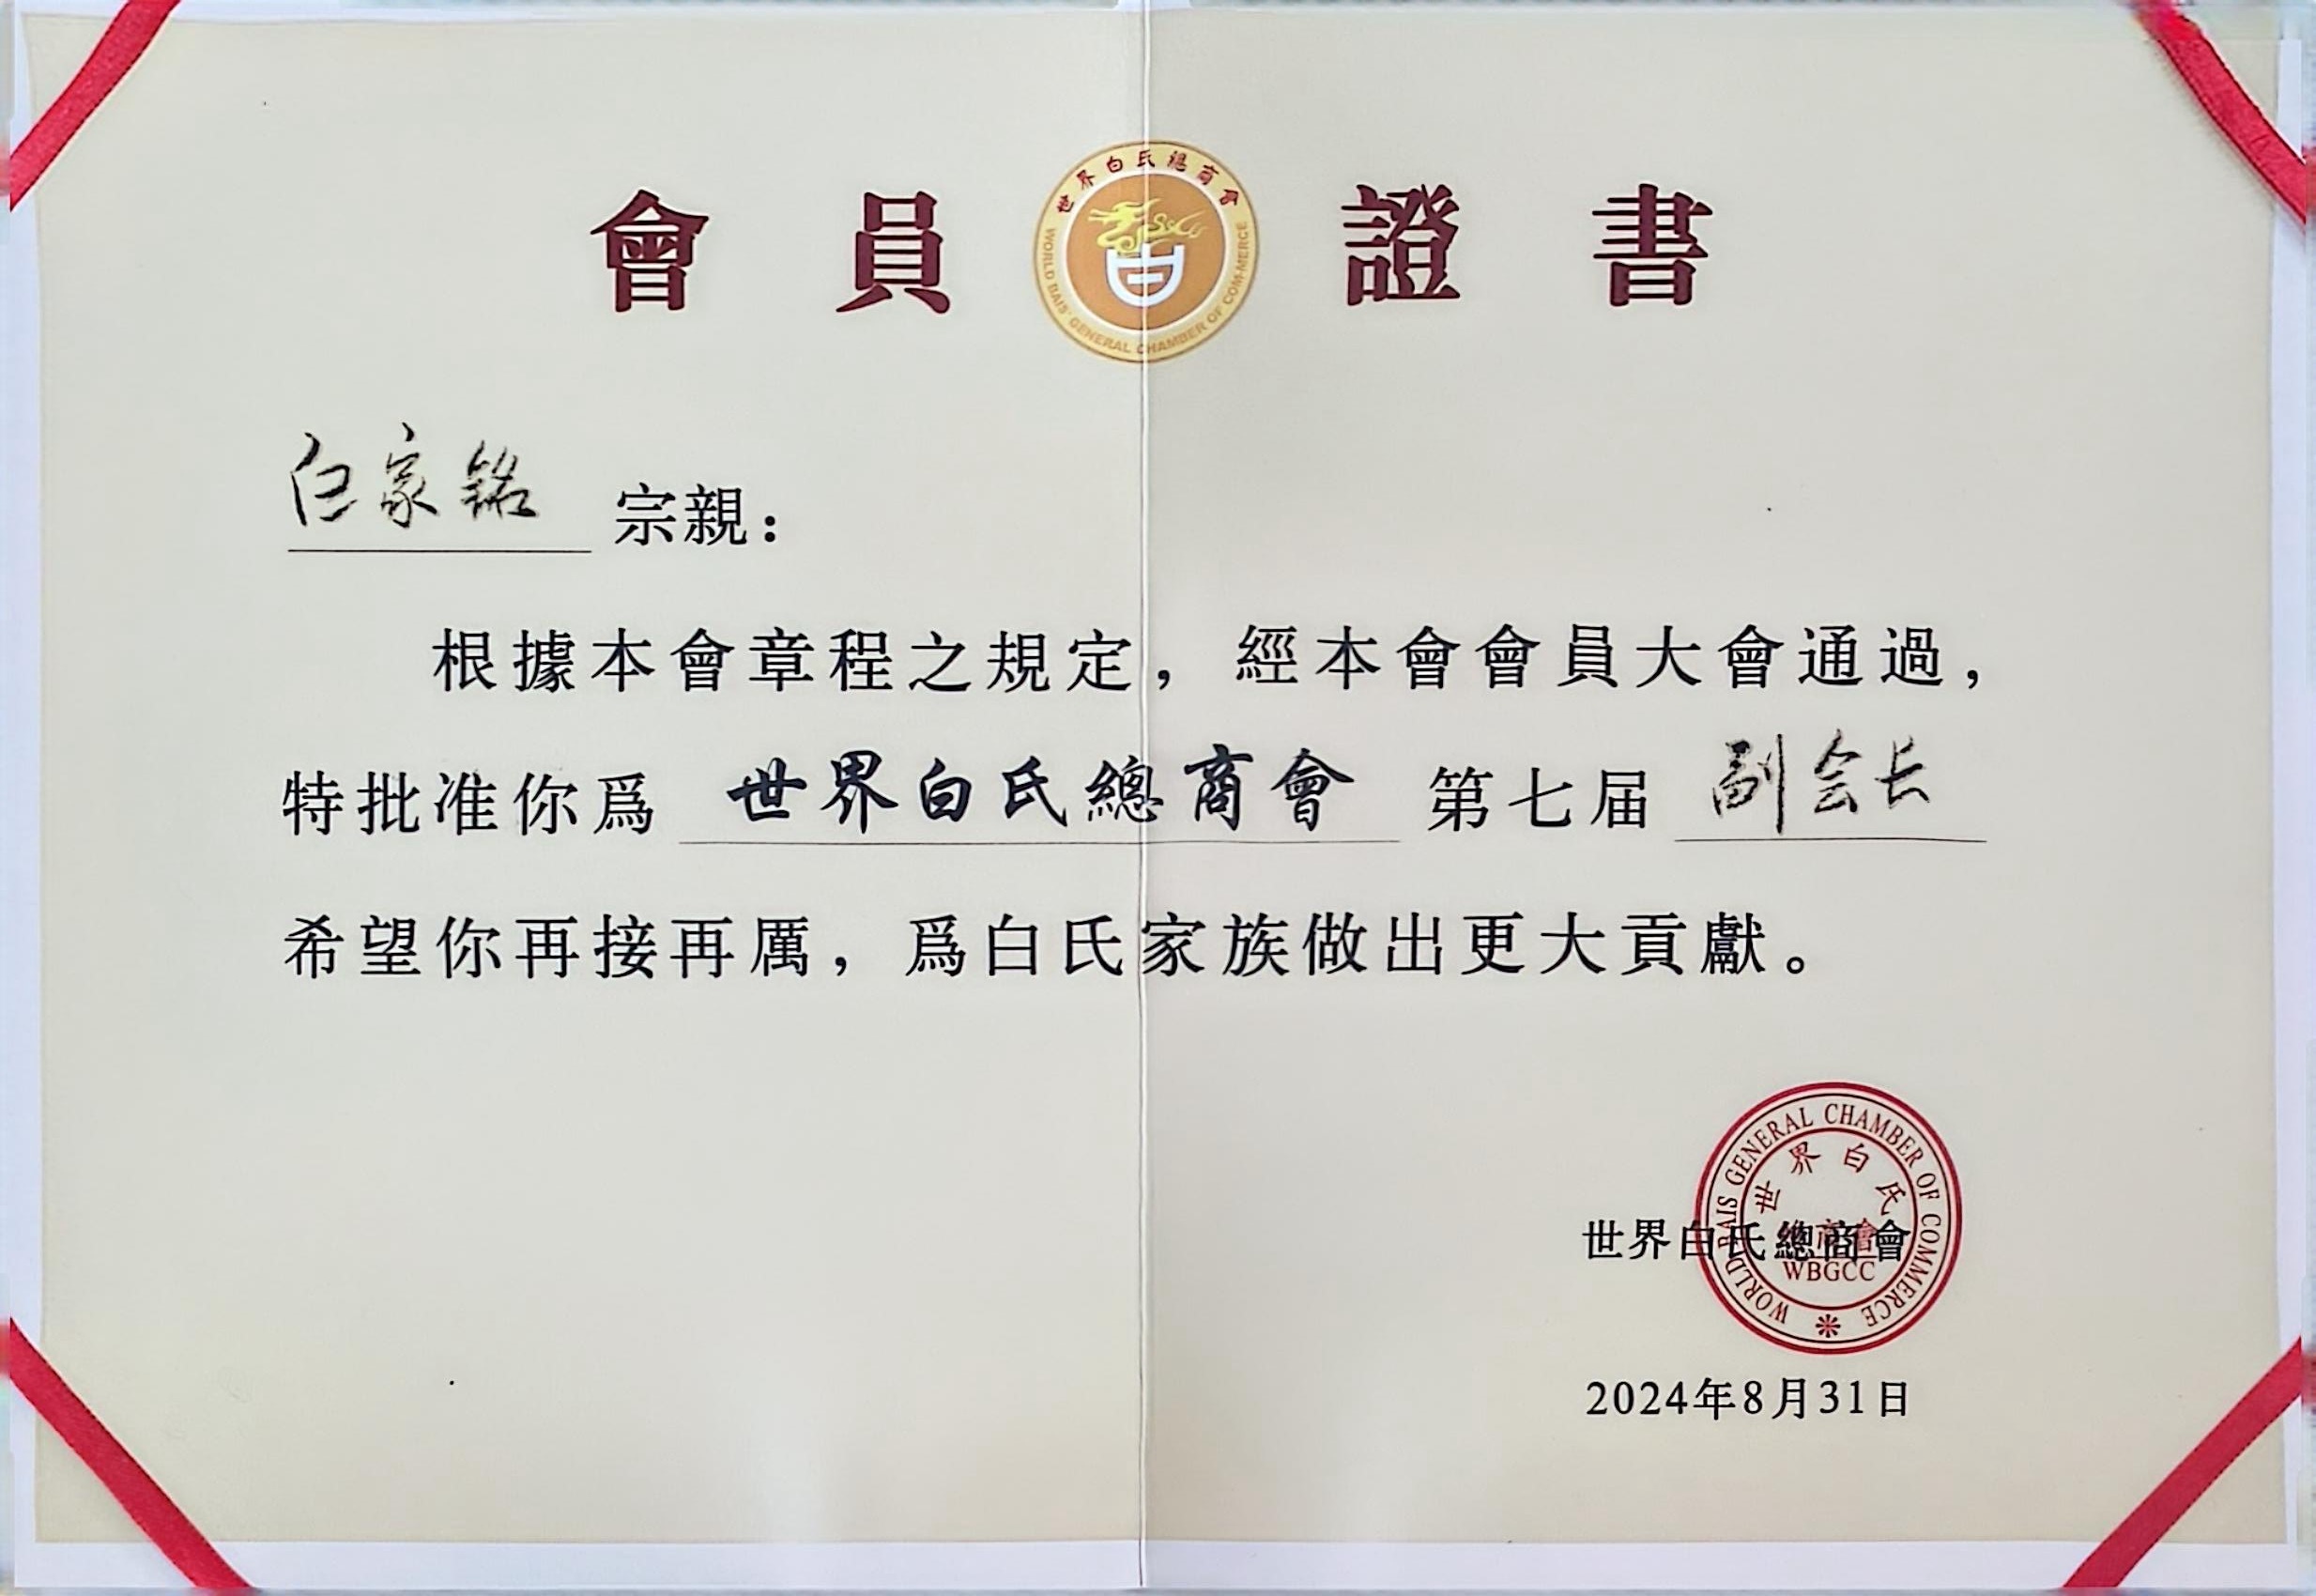 會員證書
世界白氏總商會
WORLD BAIS' GENERAL CHAMBER OF COMMERCE
白家铭 宗親：
根據本會章程之規定，經本會會員大會通過，
特批准你爲 世界白氏總商會 第七届 副会长
希望你再接再厲，爲白氏家族做出更大貢獻。
世界白氏總商會
WORLD BAIS GENERAL CHAMBER OF COMMERCE
世界白氏
總商會
WBGCC
2024年8月31日